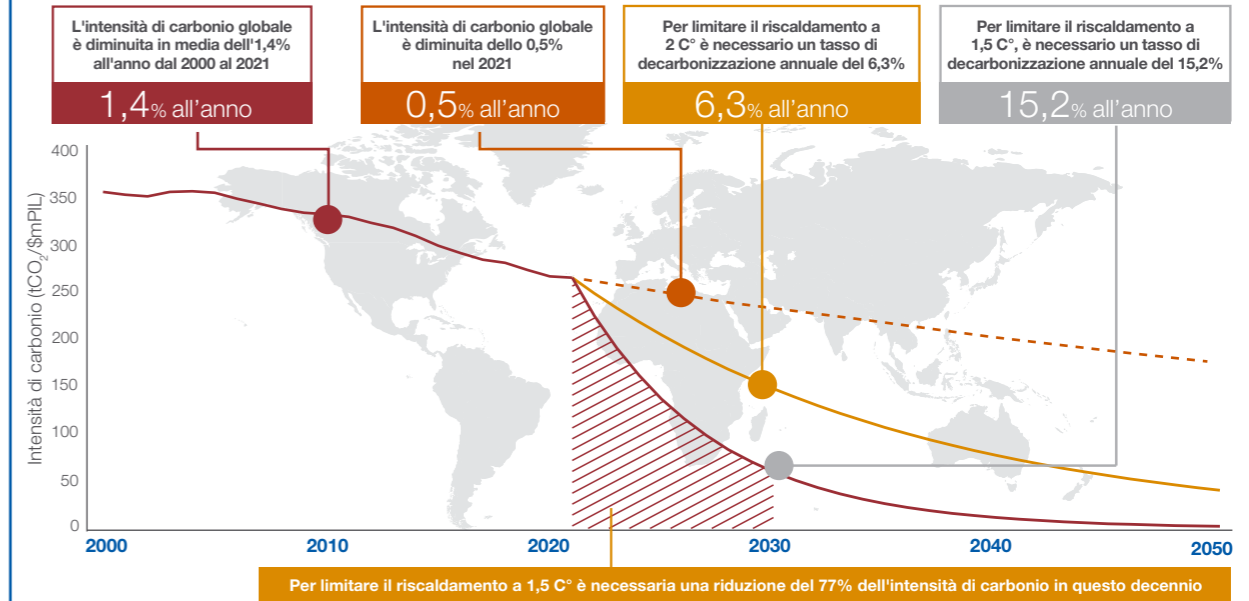 L'intensità di carbonio globale
è diminuita in media dell'1,4%
all'anno dal 2000 al 2021
1,4% all'anno
L'intensità di carbonio globale
è diminuita dello 0,5%
nel 2021
0,5% all'anno
Per limitare il riscaldamento a
2 C° è necessario un tasso di
decarbonizzazione annuale del 6,3%
6,3% all'anno
Per limitare il riscaldamento a
1,5 C°, è necessario un tasso di
decarbonizzazione annuale del 15,2%
15,2% all'anno
Intensità di carbonio (tCO₂/$mPIL)
400
350
300
250
200
150
100
50
0
2000 2010 2020 2030 2040 2050
Per limitare il riscaldamento a 1,5 C° è necessaria una riduzione del 77% dell'intensità di carbonio in questo decennio